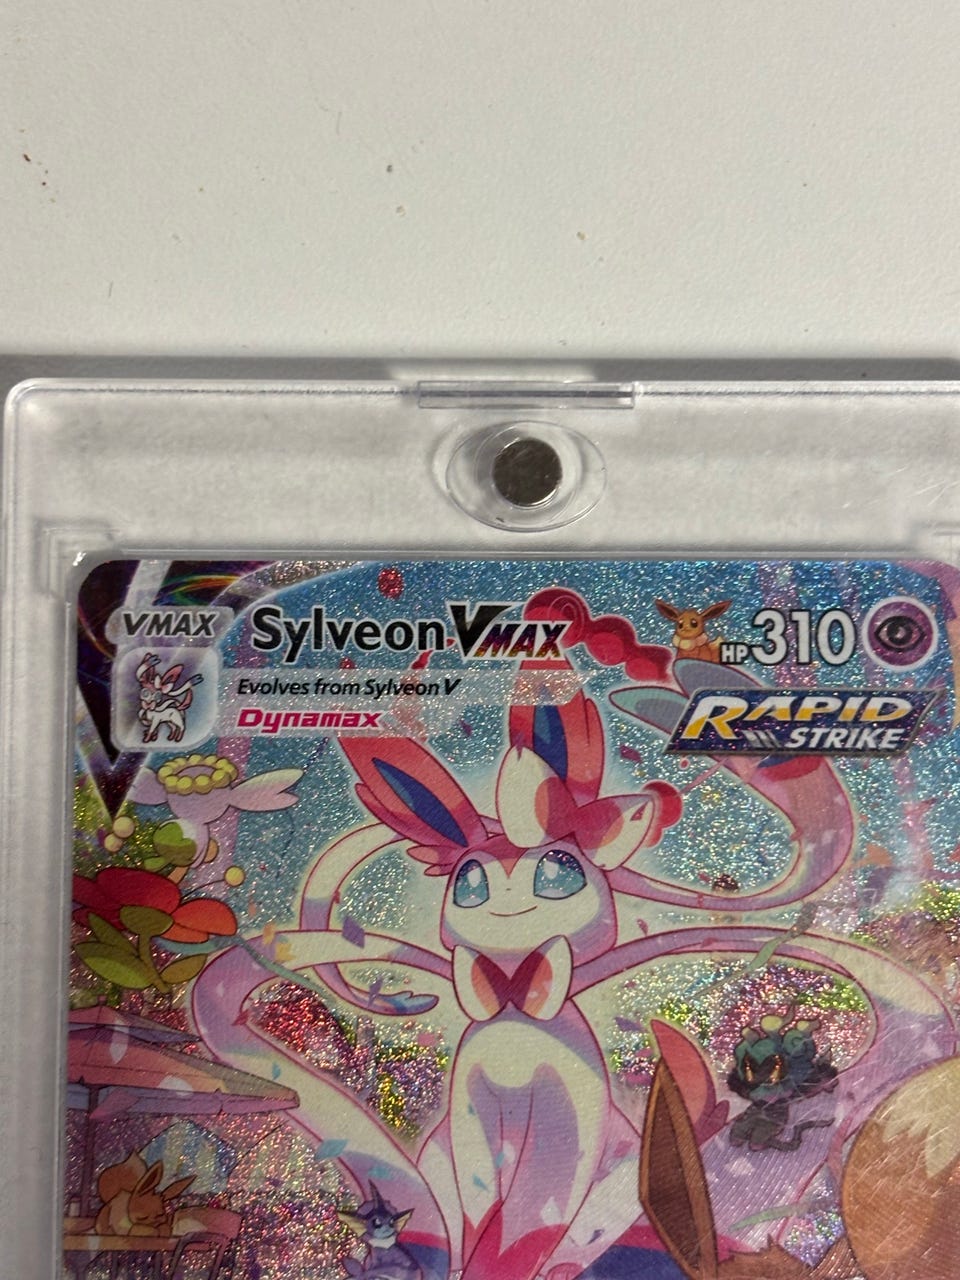 VMAX Sylveon VMAX HP 310
Evolves from Sylveon V
Dynamax
RAPID
STRIKE